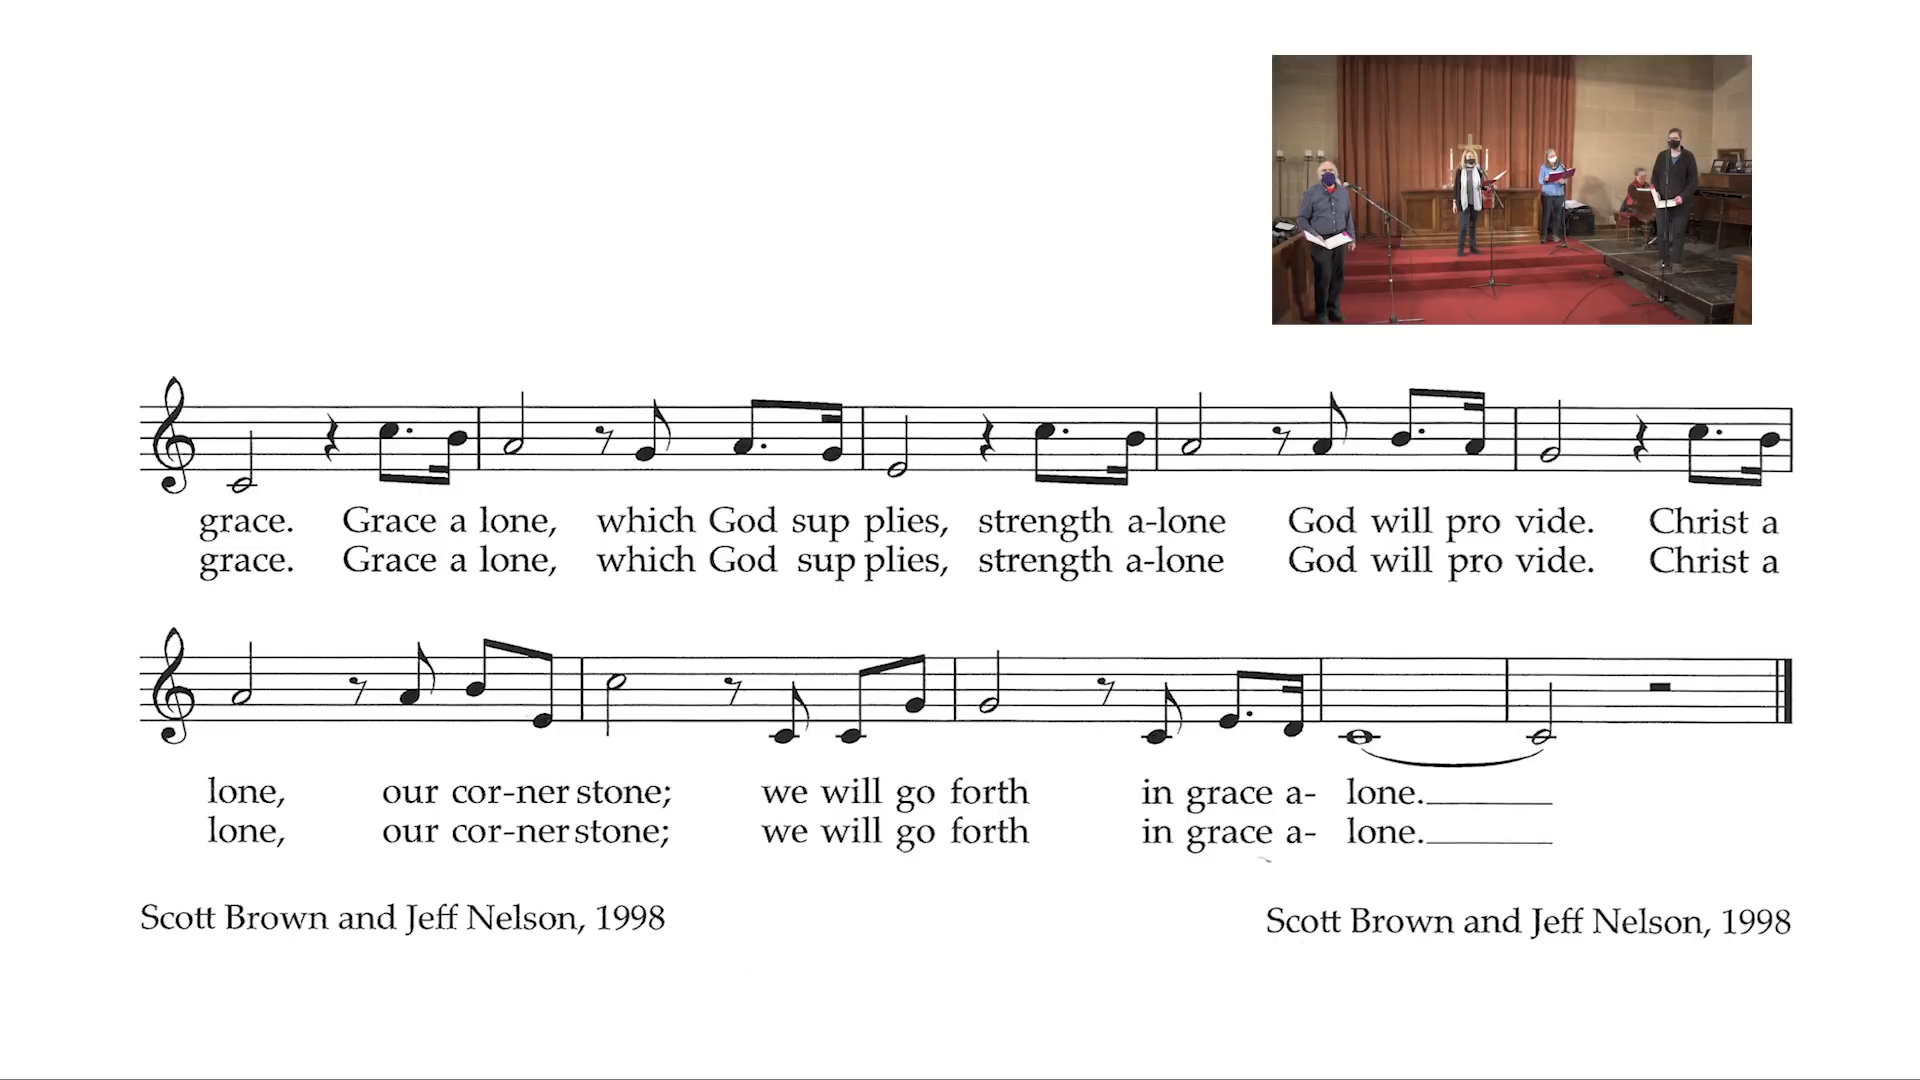 grace. Grace a lone, which God sup plies, strength a-lone God will pro vide. Christ a
grace. Grace a lone, which God sup plies, strength a-lone God will pro vide. Christ a
lone, our cor-ner stone; we will go forth in grace a- lone.
lone, our cor-ner stone; we will go forth in grace a- lone.
Scott Brown and Jeff Nelson, 1998
Scott Brown and Jeff Nelson, 1998